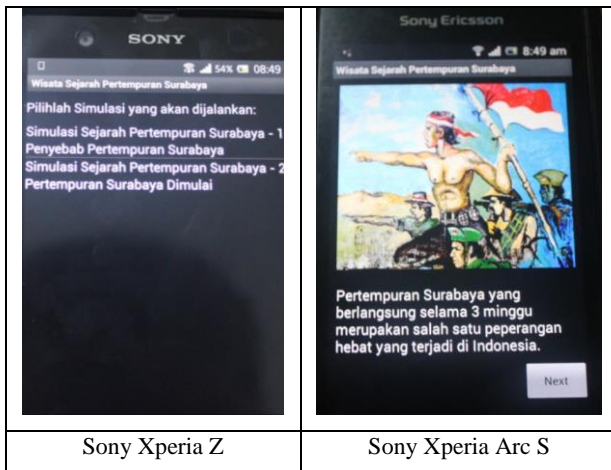 SONY
54% 08:49
Wisata Sejarah Pertempuran Surabaya
Pilihlah Simulasi yang akan dijalankan:
Simulasi Sejarah Pertempuran Surabaya - 1
Penyebab Pertempuran Surabaya
Simulasi Sejarah Pertempuran Surabaya - 2
Pertempuran Surabaya Dimulai
Sony Xperia Z
Sony Ericsson
8:49 am
Wisata Sejarah Pertempuran Surabaya
Pertempuran Surabaya yang
berlangsung selama 3 minggu
merupakan salah satu peperangan
hebat yang terjadi di Indonesia.
Next
Sony Xperia Arc S